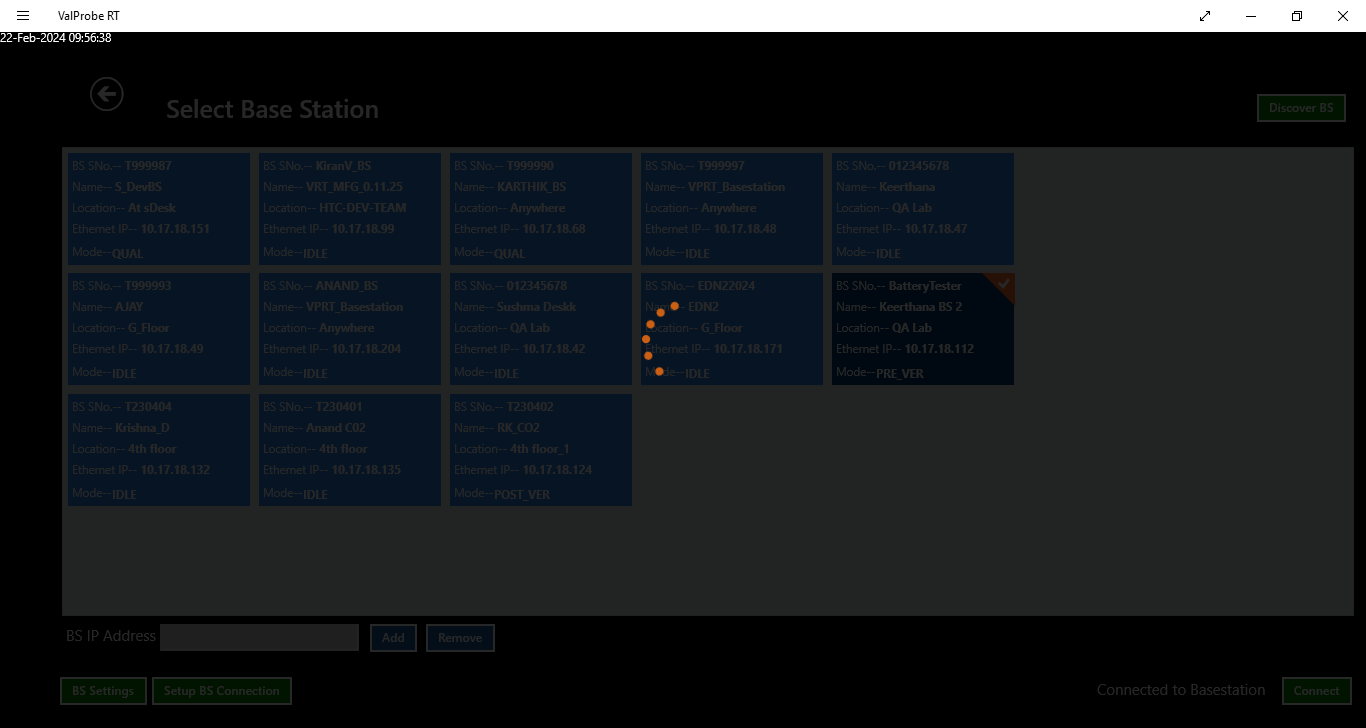 ValProbe RT
22-Feb-2024 09:56:38
Select Base Station
Discover BS
BS SNo.-- T999987
Name-- S_DevBS
Location-- At sDesk
Ethernet IP-- 10.17.18.151
Mode--QUAL
BS SNo.-- KiranV_BS
Name-- VRT_MFG_0.11.25
Location-- HTC-DEV-TEAM
Ethernet IP-- 10.17.18.99
Mode--IDLE
BS SNo.-- T999990
Name-- KARTHIK_BS
Location-- Anywhere
Ethernet IP-- 10.17.18.68
Mode--QUAL
BS SNo.-- T999997
Name-- VPRT_Basestation
Location-- Anywhere
Ethernet IP-- 10.17.18.48
Mode--IDLE
BS SNo.-- 012345678
Name-- Keerthana
Location-- QA Lab
Ethernet IP-- 10.17.18.47
Mode--IDLE
BS SNo.-- T999993
Name-- AJAY
Location-- G_Floor
Ethernet IP-- 10.17.18.49
Mode--IDLE
BS SNo.-- ANAND_BS
Name-- VPRT_Basestation
Location-- Anywhere
Ethernet IP-- 10.17.18.204
Mode--IDLE
BS SNo.-- 012345678
Name-- Sushma Deskk
Location-- QA Lab
Ethernet IP-- 10.17.18.42
Mode--IDLE
BS SNo.-- EDN22024
Name-- EDN2
Location-- G_Floor
Ethernet IP-- 10.17.18.171
Mode--IDLE
BS SNo.-- BatteryTester
Name-- Keerthana BS 2
Location-- QA Lab
Ethernet IP-- 10.17.18.112
Mode--PRE_VER
BS SNo.-- T230404
Name-- Krishna_D
Location-- 4th floor
Ethernet IP-- 10.17.18.132
Mode--IDLE
BS SNo.-- T230401
Name-- Anand C02
Location-- 4th floor
Ethernet IP-- 10.17.18.135
Mode--IDLE
BS SNo.-- T230402
Name-- RK_CO2
Location-- 4th floor_1
Ethernet IP-- 10.17.18.124
Mode--POST_VER
BS IP Address
Add
Remove
BS Settings
Setup BS Connection
Connected to Basestation
Connect